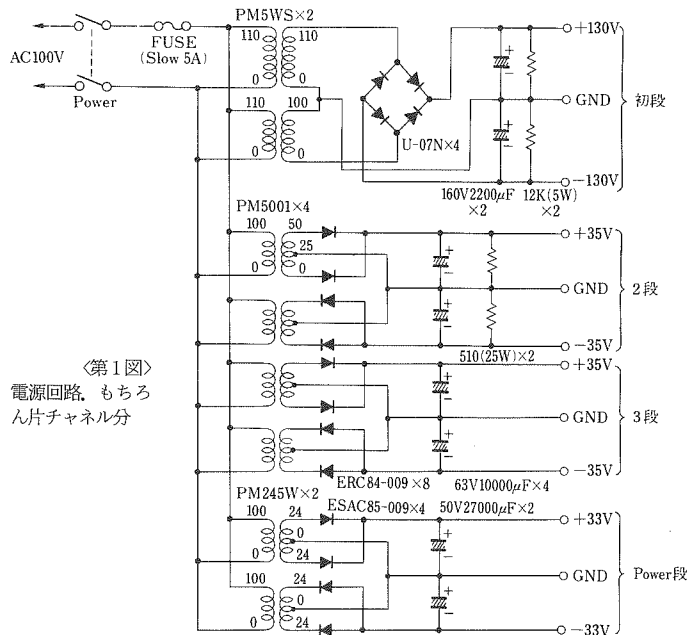 PM5WS×2
110
110
+130V
AC100V
FUSE
(Slow 5A)
Power
0
0
GND
初段
110
100
0
0
U-07N×4
+
−
+
−
160V2200μF
×2
12K(5W)
×2
−130V
PM5001×4
100
50
25
0
0
+
−
+
−
+35V
GND
2段
−35V
510(25W)×2
〈第1図〉
電源回路．もちろ
ん片チャネル分
+
−
+
−
+35V
GND
3段
−35V
ERC84-009×8
63V10000μF×4
PM245W×2
ESAC85-009×4
50V27000μF×2
100
24
0
0
24
+
−
+33V
GND
Power段
100
24
0
0
24
+
−
−33V